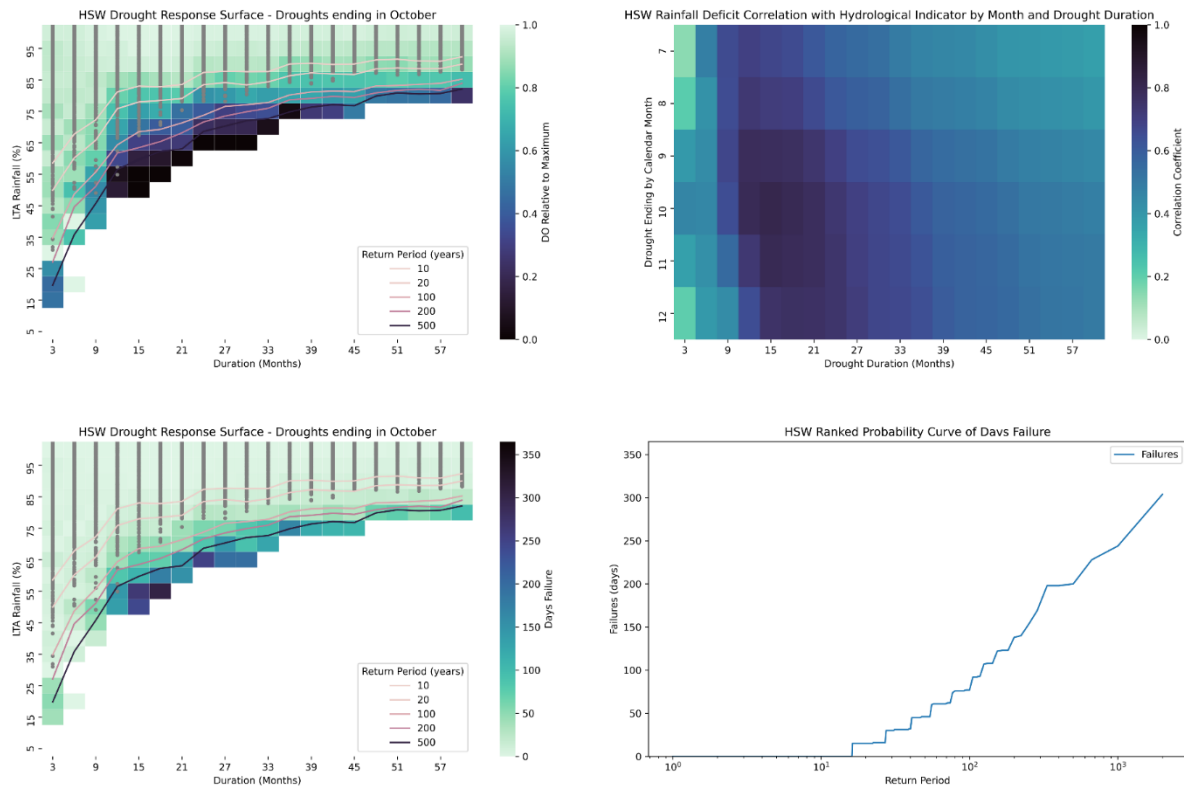 HSW Drought Response Surface - Droughts ending in October
LTA Rainfall (%)
95
85
75
65
55
45
35
25
15
5
3 9 15 21 27 33 39 45 51 57
Duration (Months)
Return Period (years)
10
20
100
200
500
1.0
0.8
0.6
0.4
0.2
0.0
DO Relative to Maximum
HSW Rainfall Deficit Correlation with Hydrological Indicator by Month and Drought Duration
Drought Ending by Calendar Month
7
8
9
10
11
12
3 9 15 21 27 33 39 45 51 57
Drought Duration (Months)
1.0
0.8
0.6
0.4
0.2
0.0
Correlation Coefficient
HSW Drought Response Surface - Droughts ending in October
LTA Rainfall (%)
95
85
75
65
55
45
35
25
15
5
3 9 15 21 27 33 39 45 51 57
Duration (Months)
Return Period (years)
10
20
100
200
500
350
300
250
200
150
100
50
0
Days Failure
HSW Ranked Probability Curve of Days Failure
Failures (days)
350
300
250
200
150
100
50
0
10⁰ 10¹ 10² 10³
Return Period
Failures